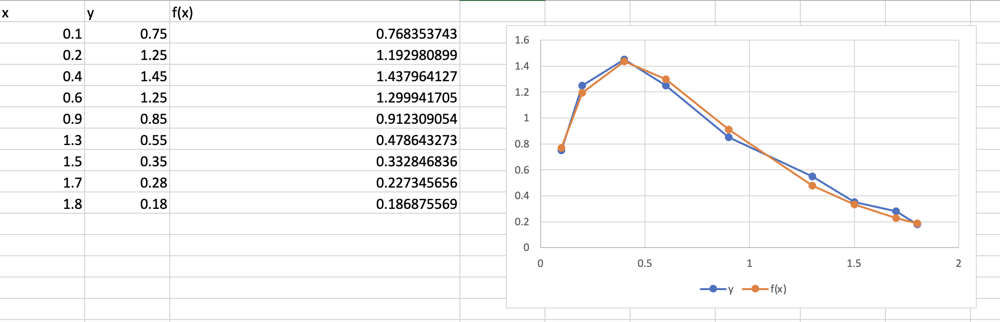 x y f(x)
0.1 0.75 0.768353743
0.2 1.25 1.192980899
0.4 1.45 1.437964127
0.6 1.25 1.299941705
0.9 0.85 0.912309054
1.3 0.55 0.478643273
1.5 0.35 0.332846836
1.7 0.28 0.227345656
1.8 0.18 0.186875569
1.6
1.4
1.2
1
0.8
0.6
0.4
0.2
0
0 0.5 1 1.5 2
y f(x)